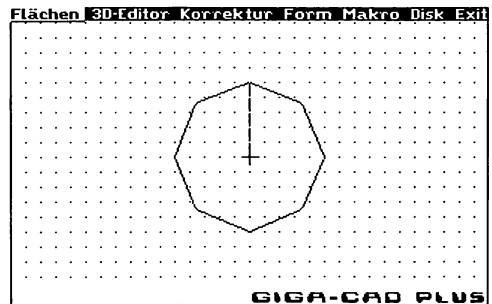 Flächen 3D-Editor Korrektur Form Makro Disk Exit
GIGA-CAD PLUS